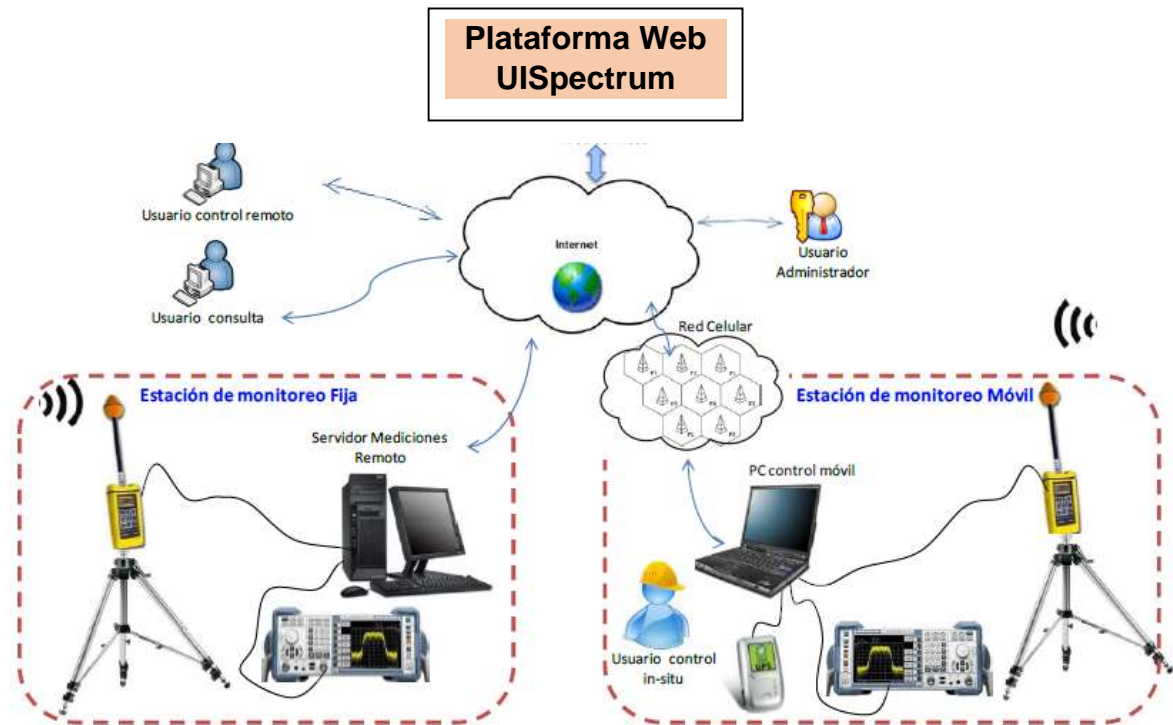 Plataforma Web
UISpectrum
Usuario control remoto
Internet
Usuario
Administrador
Usuario consulta
Red Celular
Estación de monitoreo Fija
Estación de monitoreo Móvil
Servidor Mediciones
Remoto
PC control móvil
Usuario control
in-situ